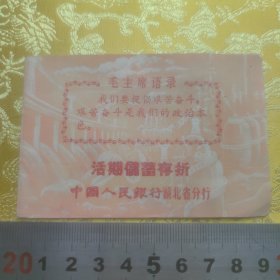 毛主席语录
我们要提倡艰苦奋斗,
艰苦奋斗是我们的政治本
色。
活期储蓄存折
中国人民银行湖北省分行
20 1 2 3 4 5 6 7 8 9